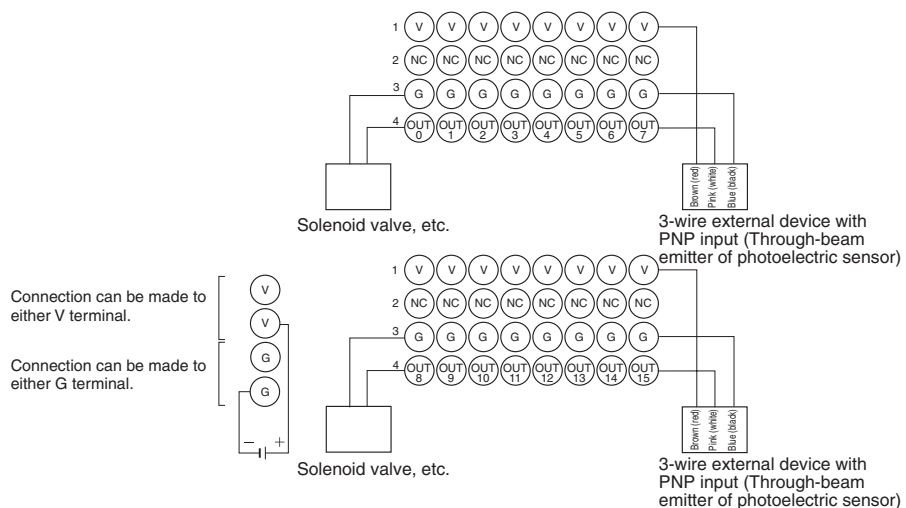 1 V V V V V V V V
2 NC NC NC NC NC NC NC NC
3 G G G G G G G G
4 OUT 0 OUT 1 OUT 2 OUT 3 OUT 4 OUT 5 OUT 6 OUT 7
Brown (red)
Pink (white)
Blue (black)
Solenoid valve, etc.
3-wire external device with
PNP input (Through-beam
emitter of photoelectric sensor)
Connection can be made to
either V terminal.
Connection can be made to
either G terminal.
V
V
G
G
– +
1 V V V V V V V V
2 NC NC NC NC NC NC NC NC
3 G G G G G G G G
4 OUT 8 OUT 9 OUT 10 OUT 11 OUT 12 OUT 13 OUT 14 OUT 15
Brown (red)
Pink (white)
Blue (black)
Solenoid valve, etc.
3-wire external device with
PNP input (Through-beam
emitter of photoelectric sensor)